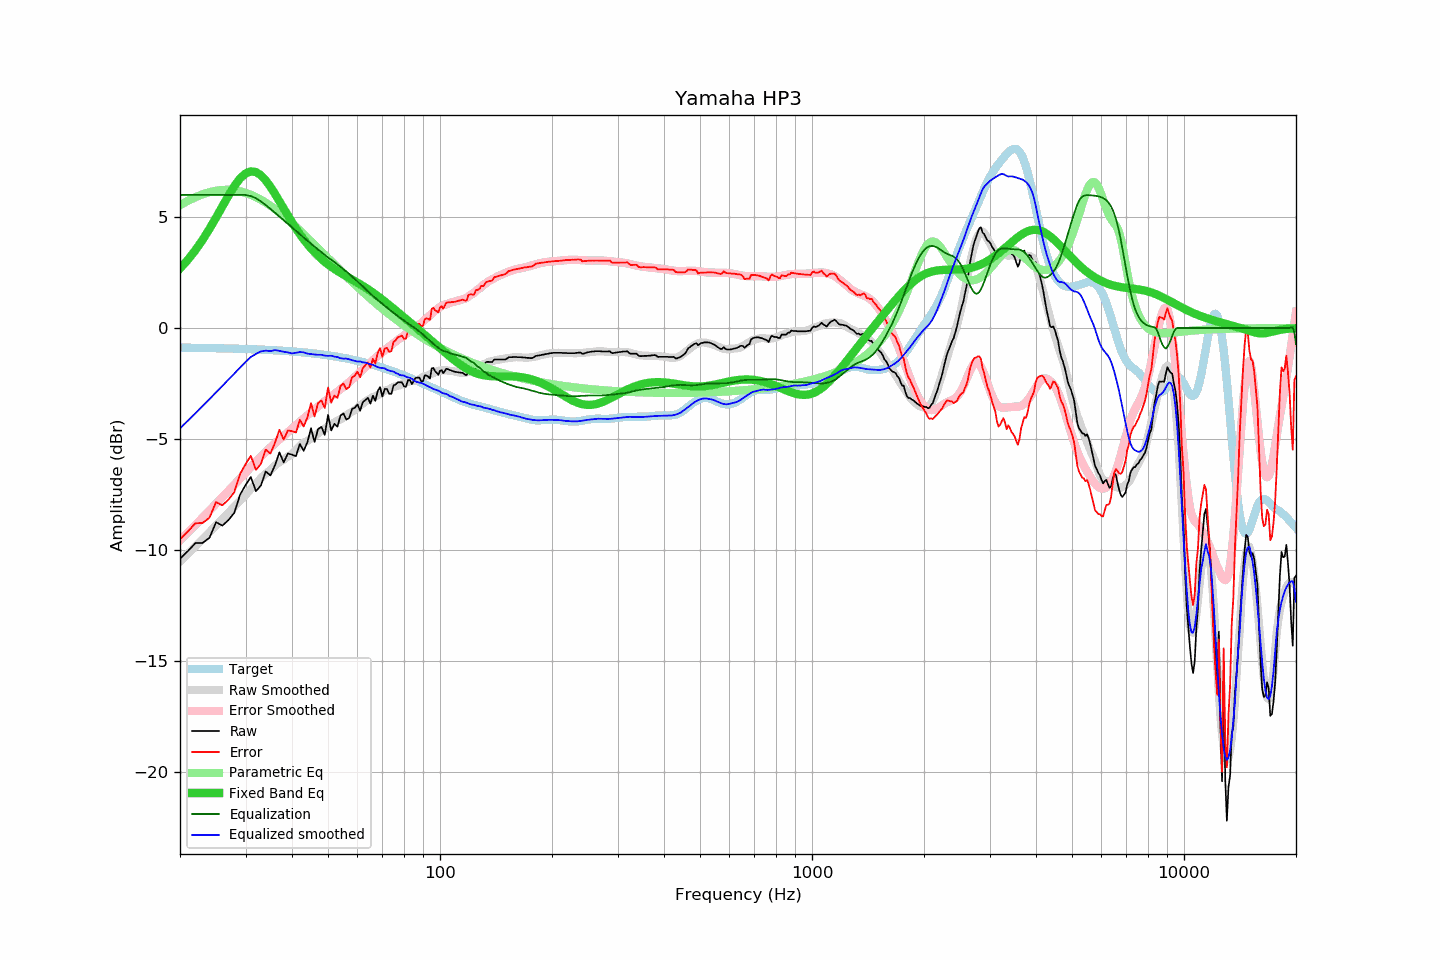 Yamaha HP3
Amplitude (dBr)
5
0
−5
−10
−15
−20
Target
Raw Smoothed
Error Smoothed
Raw
Error
Parametric Eq
Fixed Band Eq
Equalization
Equalized smoothed
100 1000 10000
Frequency (Hz)